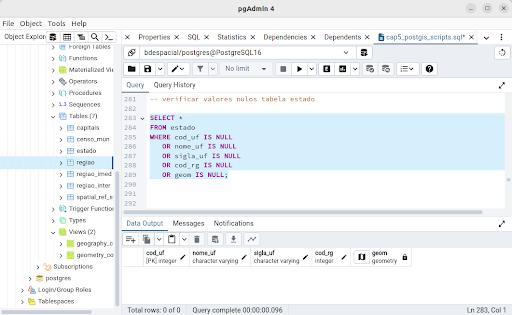 pgAdmin 4
File Object Tools Help
Object Explorer
Properties SQL Statistics Dependencies Dependents cap5_postgis_scripts.sql*
bdespacial/postgres@PostgreSQL16
No limit
Query Query History
Foreign Tables
Functions
Materialized View
Operators
Procedures
Sequences
Tables (7)
capitais
censo_mun
estado
regiao
regiao_imed
regiao_inter
spatial_ref_s
Trigger Function
Types
Views (2)
geography_c
geometry_co
Subscriptions
postgres
Login/Group Roles
Tablespaces
281 -- verificar valores nulos tabela estado
282
283 SELECT *
284 FROM estado
285 WHERE cod_uf IS NULL
286 OR nome_uf IS NULL
287 OR sigla_uf IS NULL
288 OR cod_rg IS NULL
289 OR geom IS NULL;
290
291
292
Data Output Messages Notifications
cod_uf nome_uf sigla_uf cod_rg geom
[PK] integer character varying character varying integer geometry
Total rows: 0 of 0 Query complete 00:00:00.096 Ln 283, Col 1